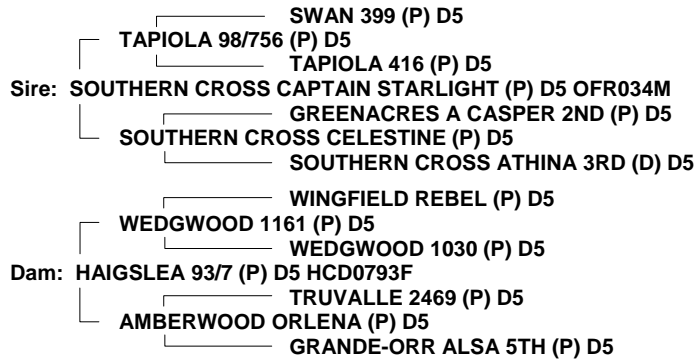 SWAN 399 (P) D5
TAPIOLA 98/756 (P) D5
TAPIOLA 416 (P) D5
Sire: SOUTHERN CROSS CAPTAIN STARLIGHT (P) D5 OFR034M
GREENACRES A CASPER 2ND (P) D5
SOUTHERN CROSS CELESTINE (P) D5
SOUTHERN CROSS ATHINA 3RD (D) D5
WINGFIELD REBEL (P) D5
WEDGWOOD 1161 (P) D5
WEDGWOOD 1030 (P) D5
Dam: HAIGSLEA 93/7 (P) D5 HCD0793F
TRUVALLE 2469 (P) D5
AMBERWOOD ORLENA (P) D5
GRANDE-ORR ALSA 5TH (P) D5